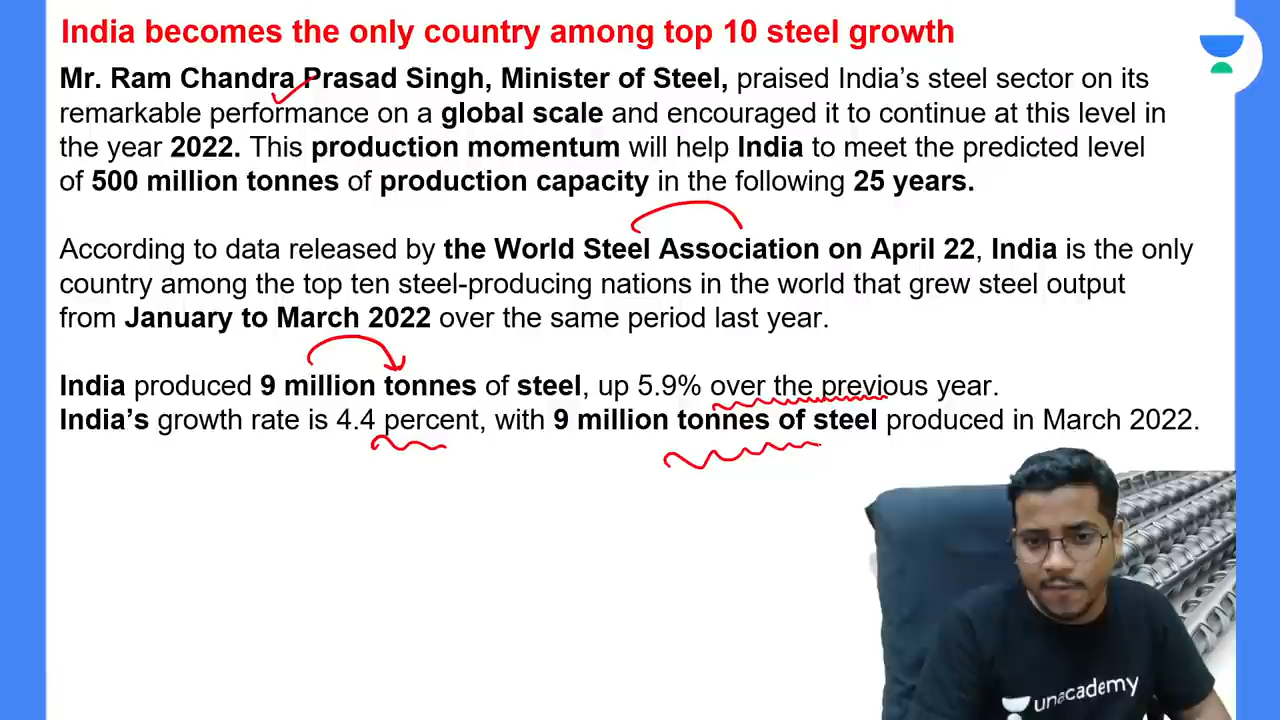 India becomes the only country among top 10 steel growth
Mr. Ram Chandra Prasad Singh, Minister of Steel, praised India's steel sector on its
remarkable performance on a global scale and encouraged it to continue at this level in
the year 2022. This production momentum will help India to meet the predicted level
of 500 million tonnes of production capacity in the following 25 years.
According to data released by the World Steel Association on April 22, India is the only
country among the top ten steel-producing nations in the world that grew steel output
from January to March 2022 over the same period last year.
India produced 9 million tonnes of steel, up 5.9% over the previous year.
India's growth rate is 4.4 percent, with 9 million tonnes of steel produced in March 2022.
unacademy